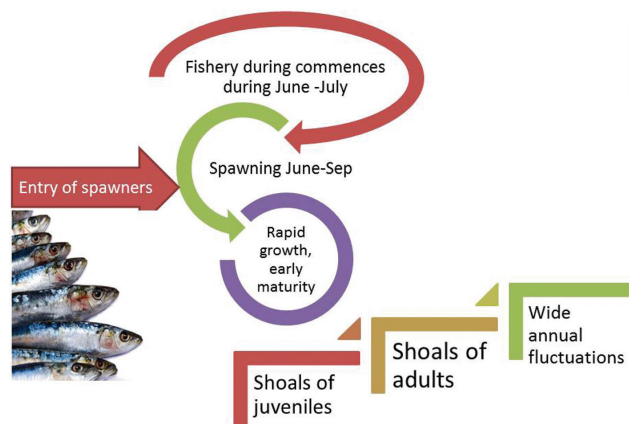 Fishery during commences
during June -July
Spawning June-Sep
Entry of spawners
Rapid
growth,
early
maturity
Shoals of
juveniles
Shoals of
adults
Wide
annual
fluctuations